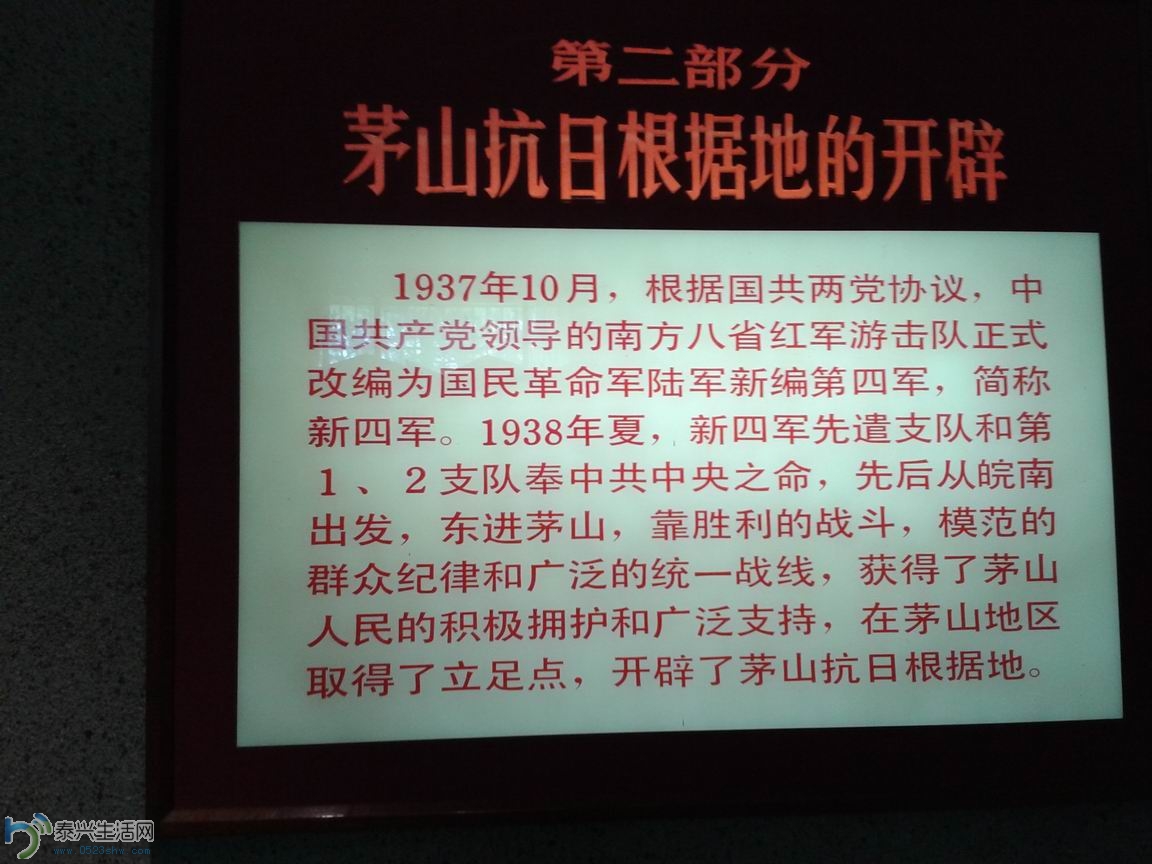 第二部分
茅山抗日根据地的开辟
1937年10月，根据国共两党协议，中
国共产党领导的南方八省红军游击队正式
改编为国民革命军陆军新编第四军，简称
新四军。1938年夏，新四军先遣支队和第
1、2支队奉中共中央之命，先后从皖南
出发，东进茅山，靠胜利的战斗，模范的
群众纪律和广泛的统一战线，获得了茅山
人民的积极拥护和广泛支持，在茅山地区
取得了立足点，开辟了茅山抗日根据地。
泰兴生活网
www.0523shw.com